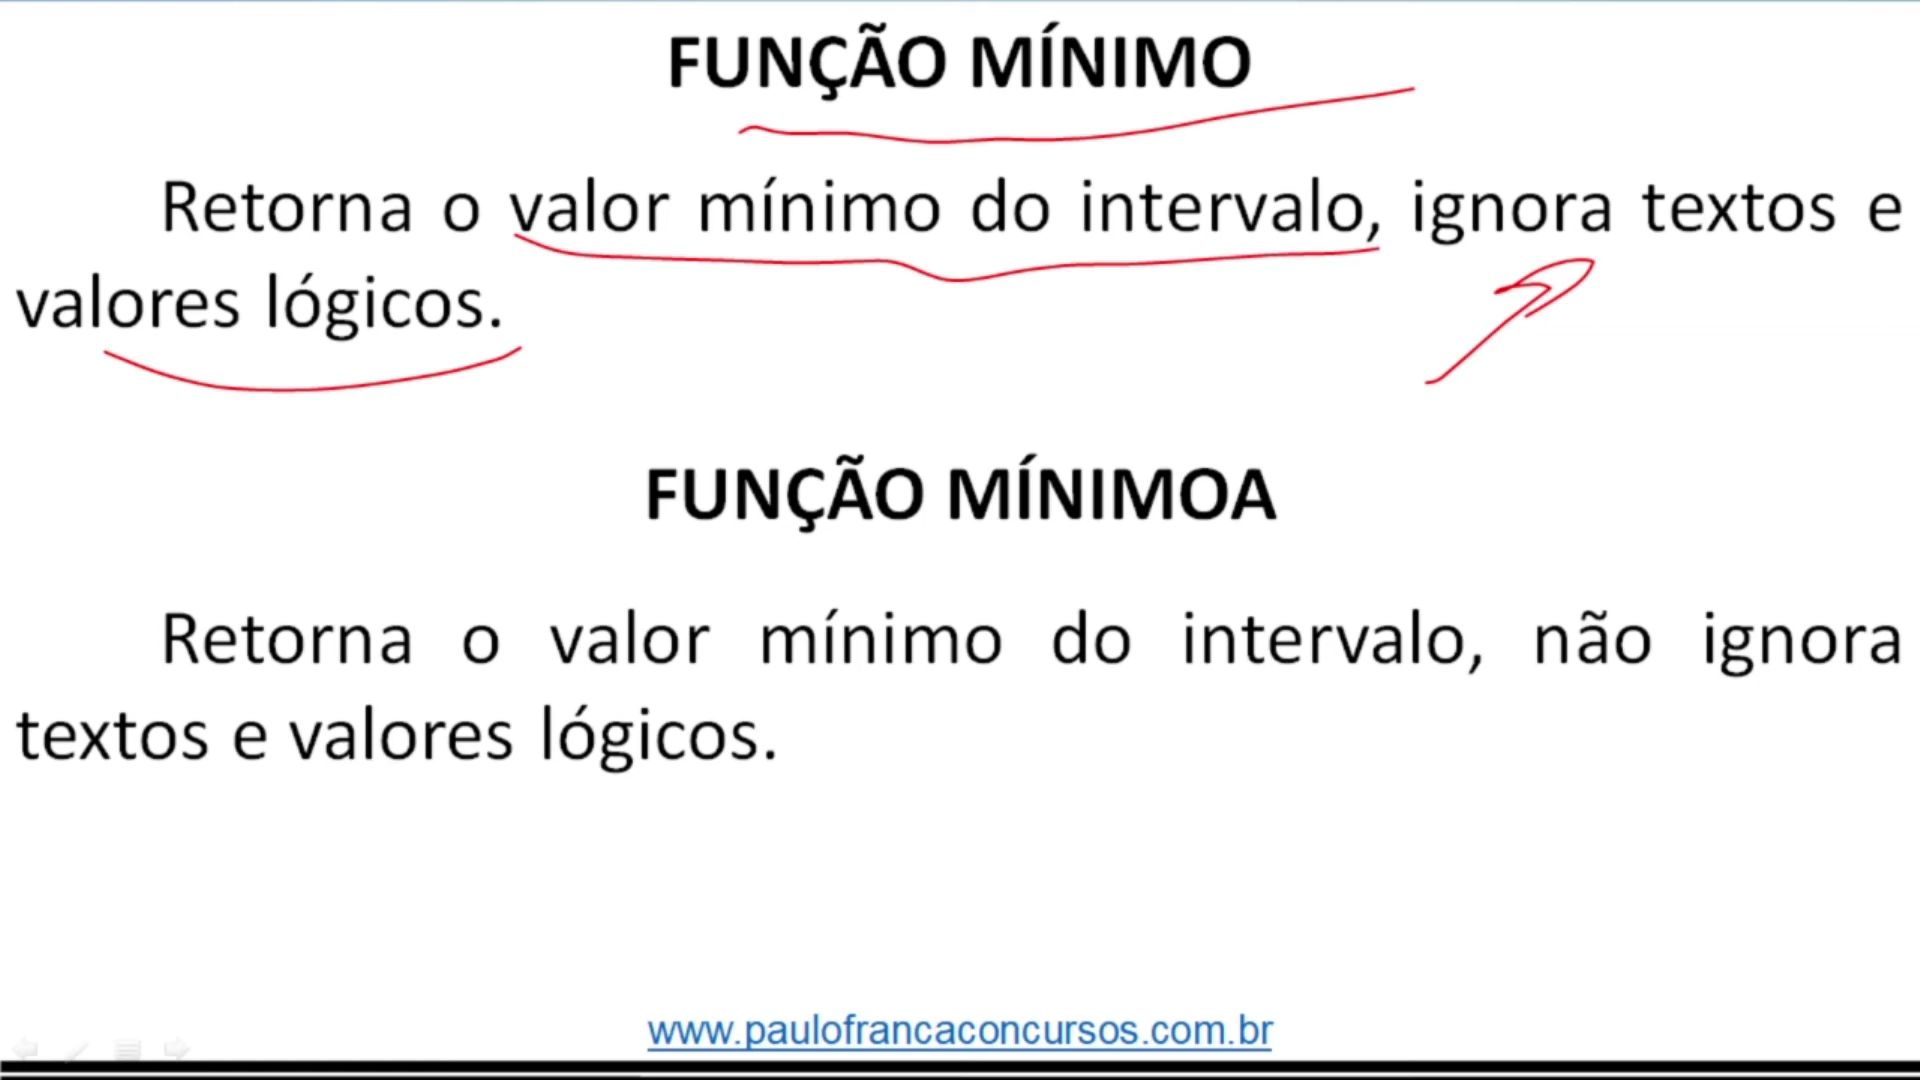 FUNÇÃO MÍNIMO
Retorna o valor mínimo do intervalo, ignora textos e
valores lógicos.
FUNÇÃO MÍNIMOA
Retorna o valor mínimo do intervalo, não ignora
textos e valores lógicos.
www.paulofrancaconcursos.com.br